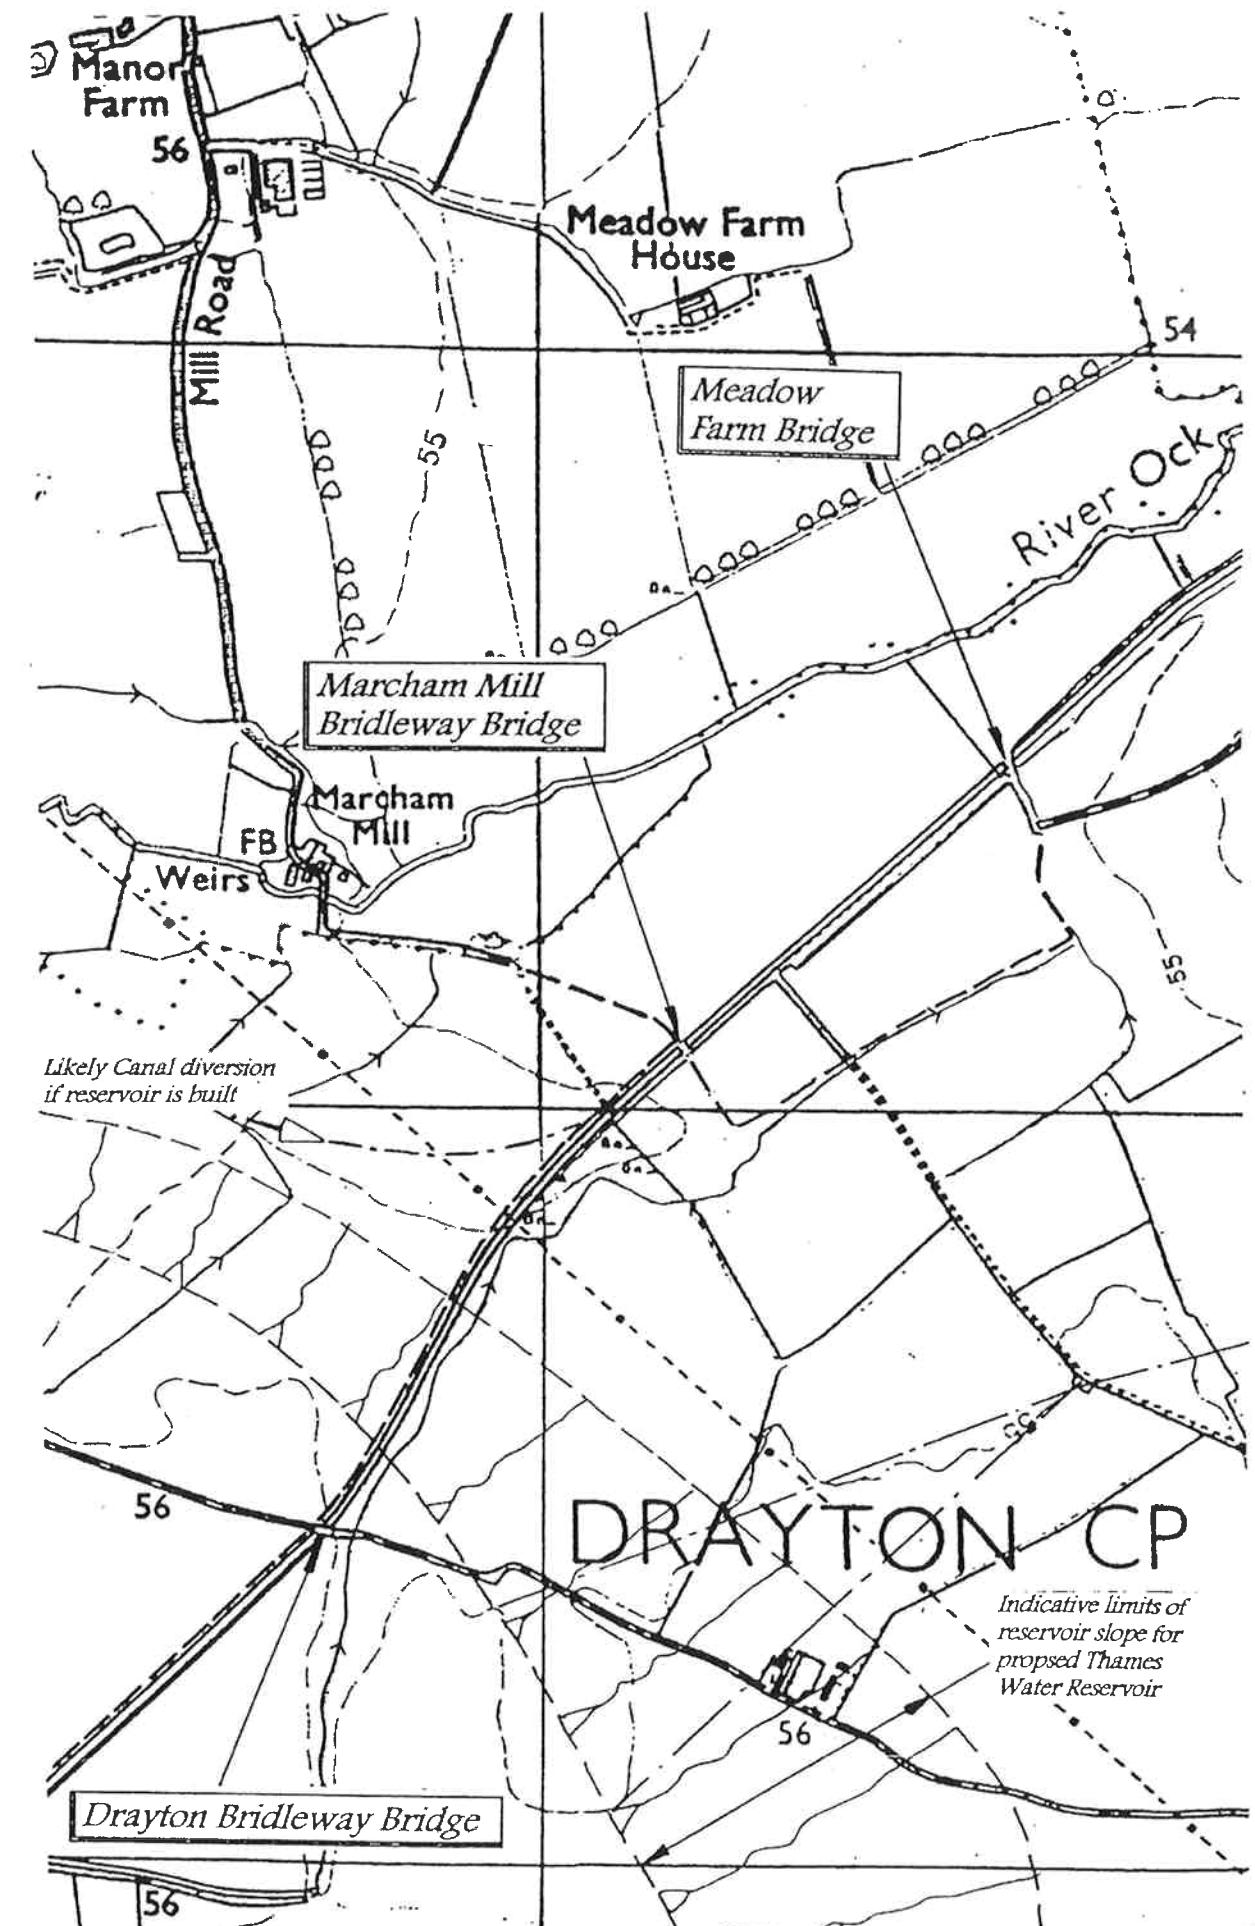 Manor
Farm
56
Meadow Farm
House
Mill Road
54
Meadow
Farm Bridge
55
River Ock
Marcham Mill
Bridleway Bridge
Marcham
Mill
FB
Weirs
55
Likely Canal diversion
if reservoir is built
56
DRAYTON CP
Indicative limits of
reservoir slope for
propsed Thames
Water Reservoir
56
Drayton Bridleway Bridge
56